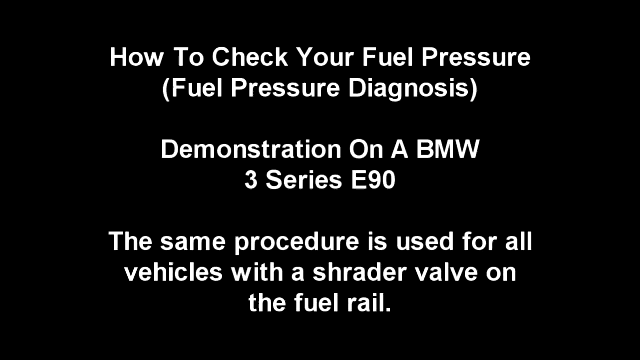 How To Check Your Fuel Pressure
(Fuel Pressure Diagnosis)
Demonstration On A BMW
3 Series E90
The same procedure is used for all
vehicles with a shrader valve on
the fuel rail.